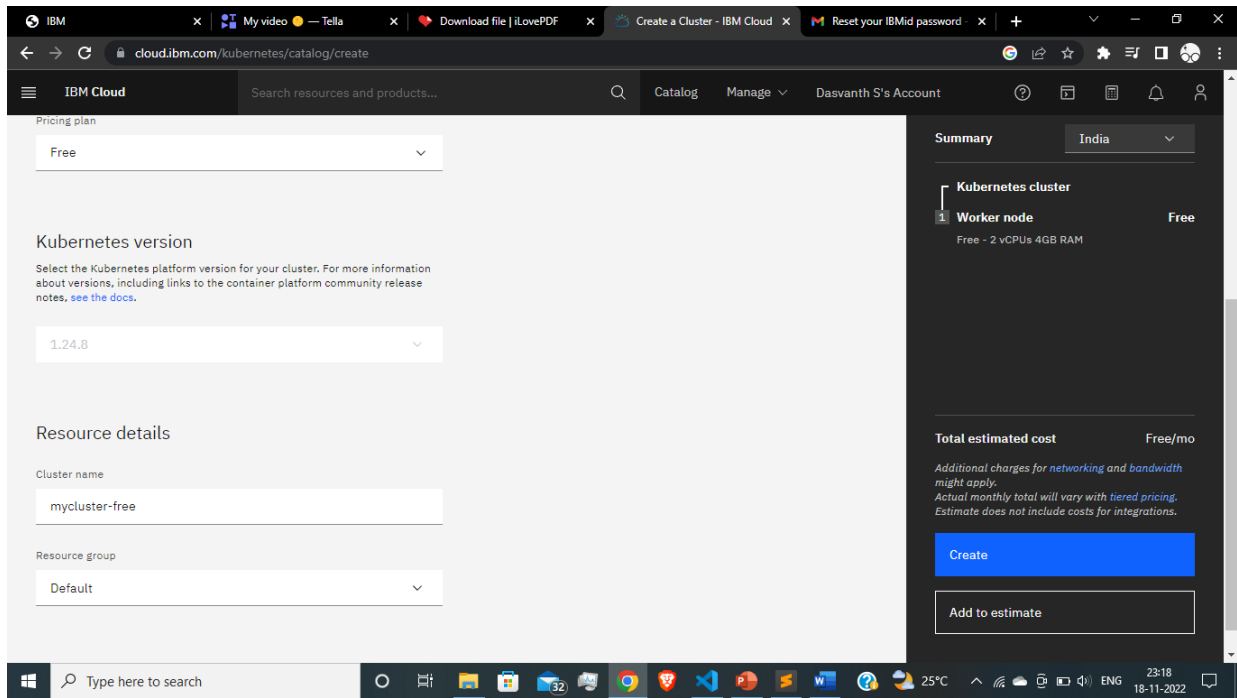 IBM
My video — Tella
Download file | iLovePDF
Create a Cluster - IBM Cloud
Reset your IBMid password -
cloud.ibm.com/kubernetes/catalog/create
IBM Cloud
Search resources and products...
Catalog
Manage
Dasvanth S's Account
Pricing plan
Free
Kubernetes version
Select the Kubernetes platform version for your cluster. For more information
about versions, including links to the container platform community release
notes, see the docs.
1.24.8
Resource details
Cluster name
mycluster-free
Resource group
Default
Summary
India
Kubernetes cluster
1 Worker node Free
Free - 2 vCPUs 4GB RAM
Total estimated cost Free/mo
Additional charges for networking and bandwidth
might apply.
Actual monthly total will vary with tiered pricing.
Estimate does not include costs for integrations.
Create
Add to estimate
Type here to search
32
25°C
ENG
23:18
18-11-2022